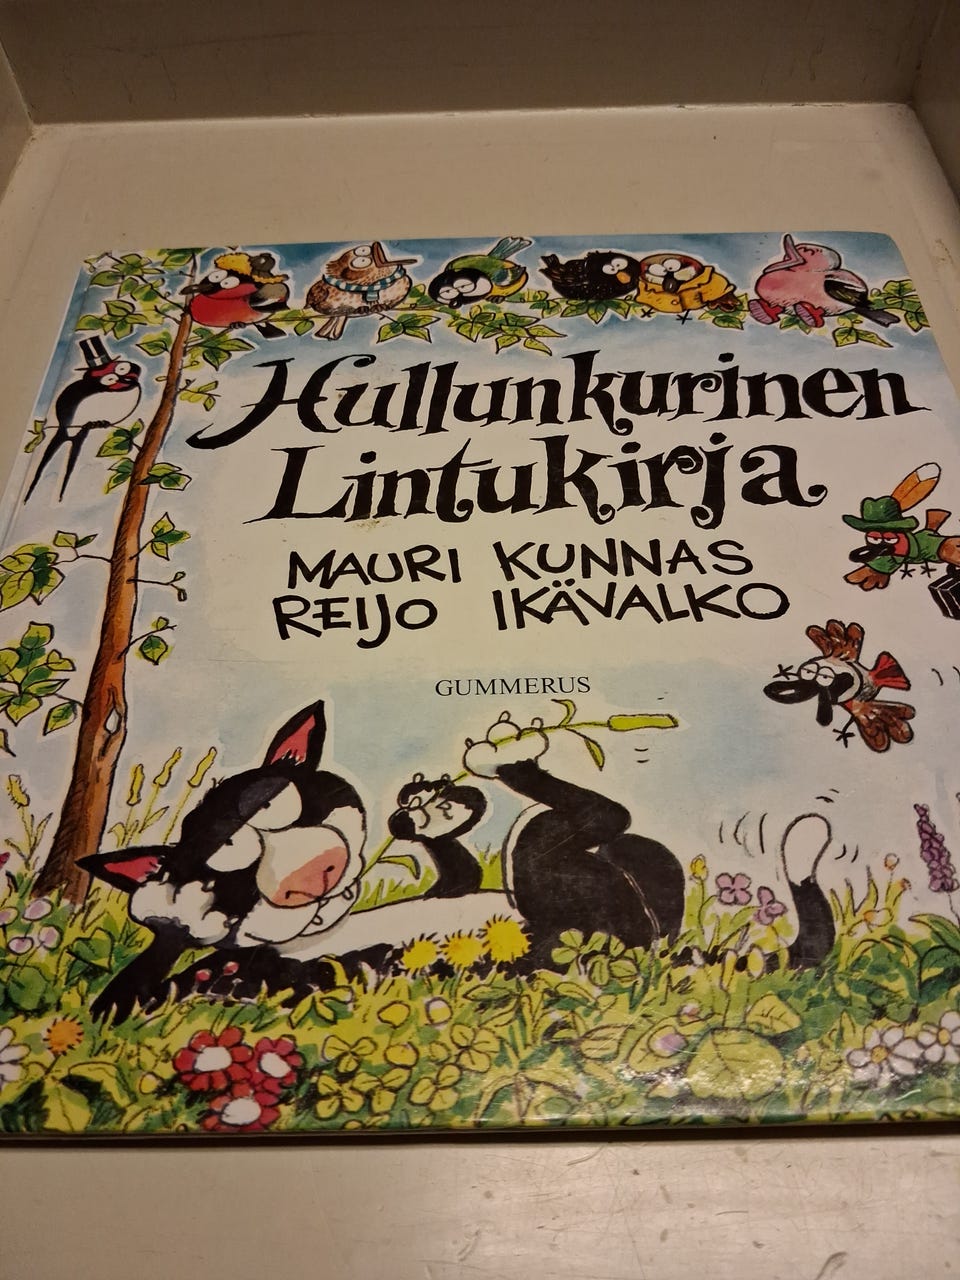 Hullunkurinen
Lintukirja
MAURI KUNNAS
REIJO IKÄVALKO
GUMMERUS